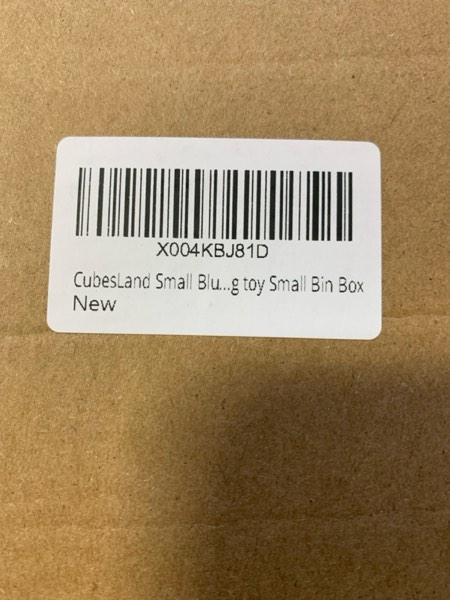 X004KBJ81D
CubesLand Small Blu...g toy Small Bin Box
New